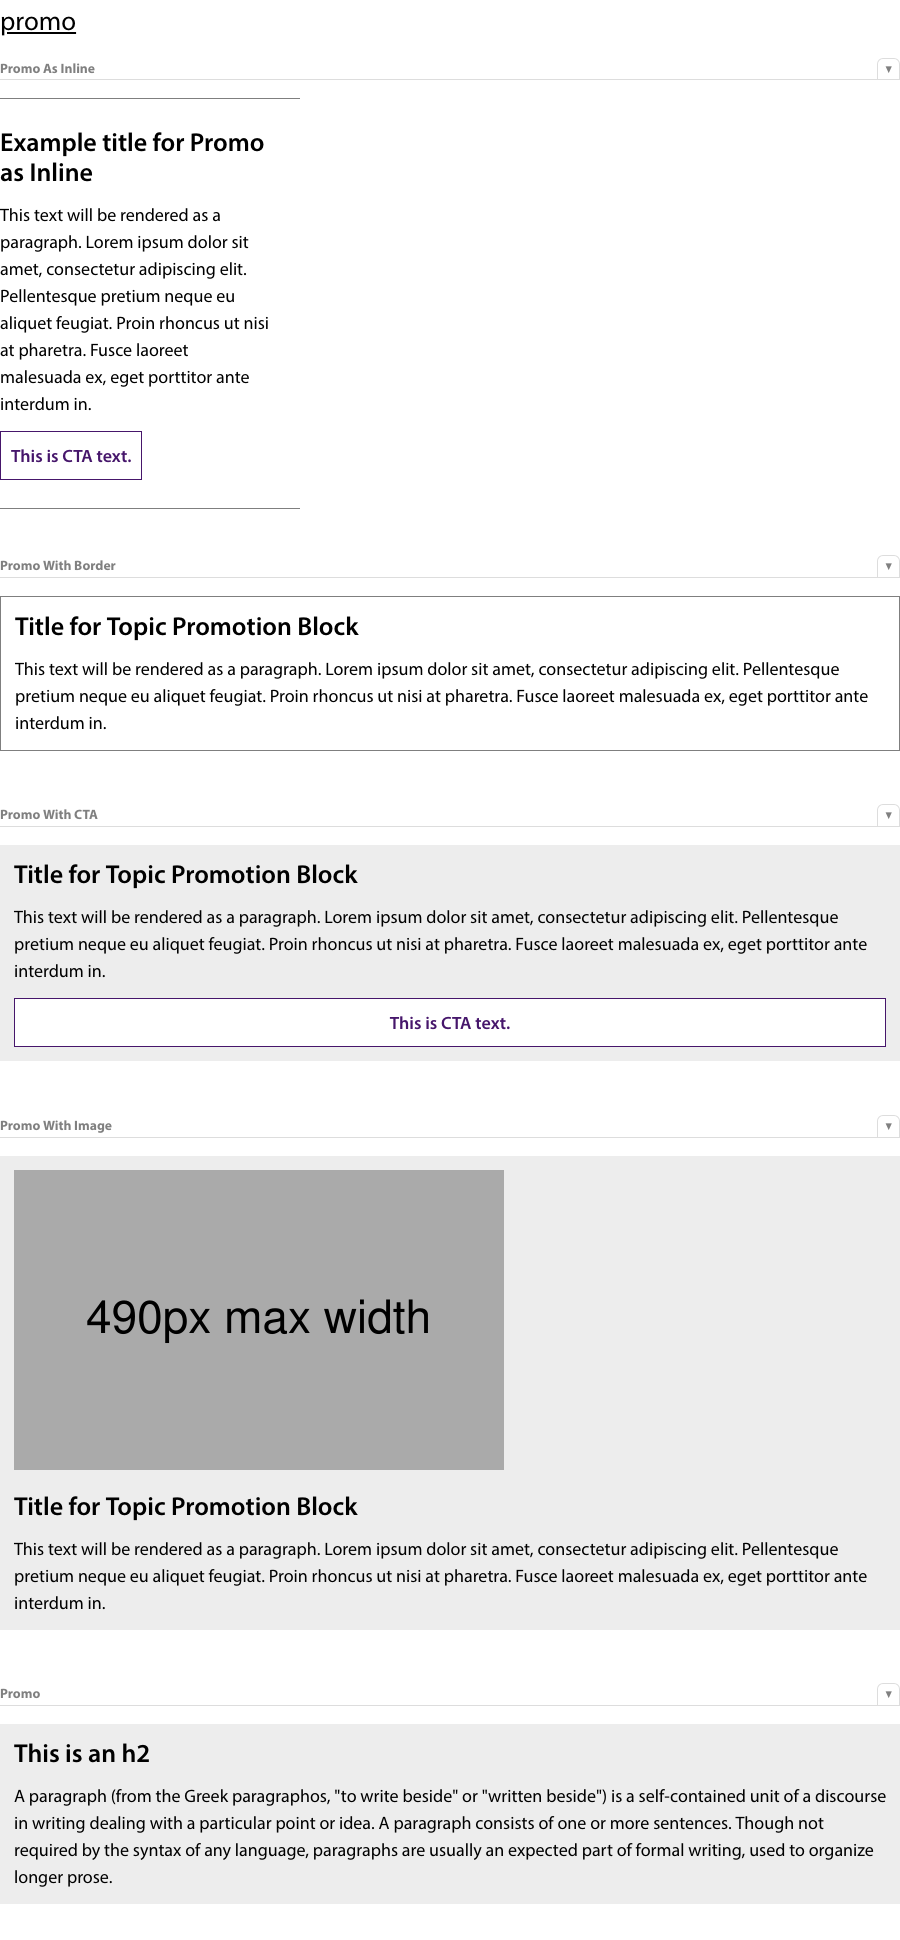 promo
Promo As Inline
▼
Example title for Promo
as Inline
This text will be rendered as a
paragraph. Lorem ipsum dolor sit
amet, consectetur adipiscing elit.
Pellentesque pretium neque eu
aliquet feugiat. Proin rhoncus ut nisi
at pharetra. Fusce laoreet
malesuada ex, eget porttitor ante
interdum in.
This is CTA text.
Promo With Border
▼
Title for Topic Promotion Block
This text will be rendered as a paragraph. Lorem ipsum dolor sit amet, consectetur adipiscing elit. Pellentesque
pretium neque eu aliquet feugiat. Proin rhoncus ut nisi at pharetra. Fusce laoreet malesuada ex, eget porttitor ante
interdum in.
Promo With CTA
▼
Title for Topic Promotion Block
This text will be rendered as a paragraph. Lorem ipsum dolor sit amet, consectetur adipiscing elit. Pellentesque
pretium neque eu aliquet feugiat. Proin rhoncus ut nisi at pharetra. Fusce laoreet malesuada ex, eget porttitor ante
interdum in.
This is CTA text.
Promo With Image
▼
490px max width
Title for Topic Promotion Block
This text will be rendered as a paragraph. Lorem ipsum dolor sit amet, consectetur adipiscing elit. Pellentesque
pretium neque eu aliquet feugiat. Proin rhoncus ut nisi at pharetra. Fusce laoreet malesuada ex, eget porttitor ante
interdum in.
Promo
▼
This is an h2
A paragraph (from the Greek paragraphos, "to write beside" or "written beside") is a self-contained unit of a discourse
in writing dealing with a particular point or idea. A paragraph consists of one or more sentences. Though not
required by the syntax of any language, paragraphs are usually an expected part of formal writing, used to organize
longer prose.